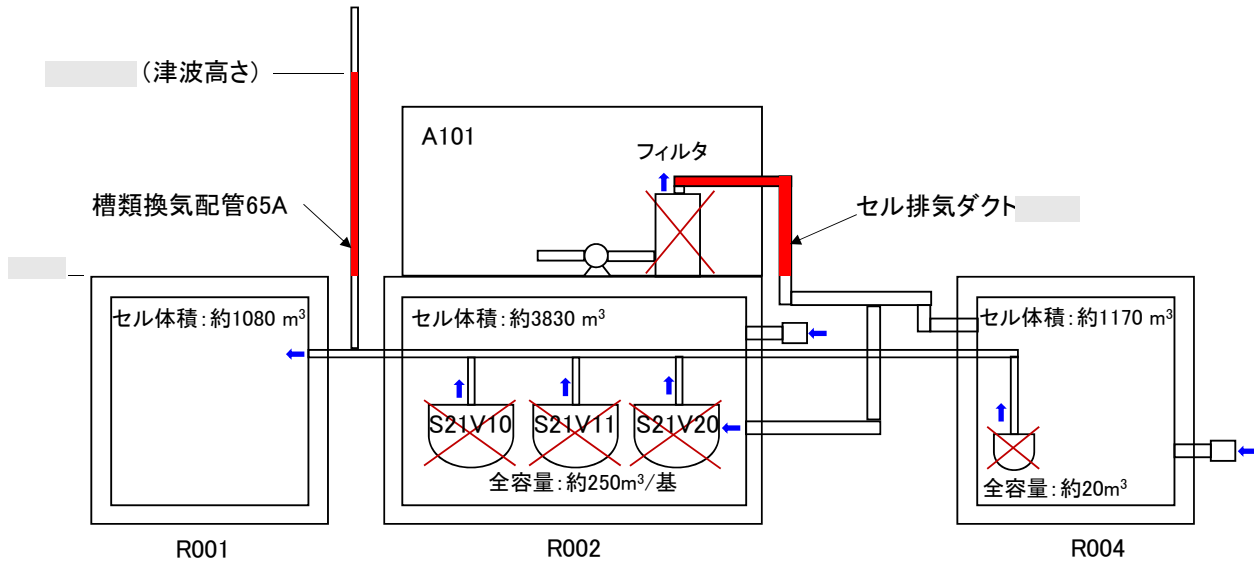 (津波高さ)
A101
フィルタ
槽類換気配管65A
セル排気ダクト
セル体積:約1080 m³
セル体積:約3830 m³
セル体積:約1170 m³
S21V10
S21V11
S21V20
全容量:約250m³/基
全容量:約20m³
R001
R002
R004